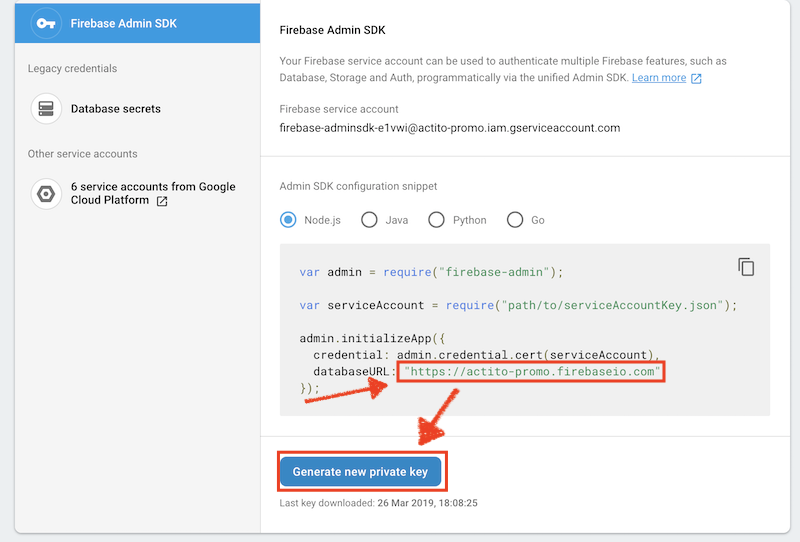 Firebase Admin SDK
Legacy credentials
Database secrets
Other service accounts
6 service accounts from Google
Cloud Platform
Firebase Admin SDK
Your Firebase service account can be used to authenticate multiple Firebase features, such as
Database, Storage and Auth, programmatically via the unified Admin SDK. Learn more
Firebase service account
firebase-adminsdk-e1vwi@actito-promo.iam.gserviceaccount.com
Admin SDK configuration snippet
Node.js Java Python Go
var admin = require("firebase-admin");
var serviceAccount = require("path/to/serviceAccountKey.json");
admin.initializeApp({
credential: admin.credential.cert(serviceAccount),
databaseURL: "https://actito-promo.firebaseio.com"
});
Generate new private key
Last key downloaded: 26 Mar 2019, 18:08:25